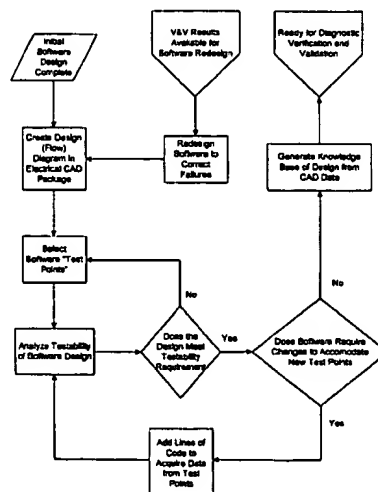 Initial
Software
Design
Complete
V&V Results
Available for
Software Redesign
Ready for Diagnostic
Verification and
Validation
Create Design
(Flow)
Diagram in
Electrical CAD
Package
Redesign
Software to
Correct
Failures
Generate Knowledge
Base of Design from
CAD Data
Select
Software "Test
Points"
No
No
Analyze Testability
of Software Design
Does the
Design Meet
Testability
Requirement
Yes
Does Software Require
Changes to Accomodate
New Test Points
Yes
Add Lines of
Code to
Acquire Data
from Test
Points